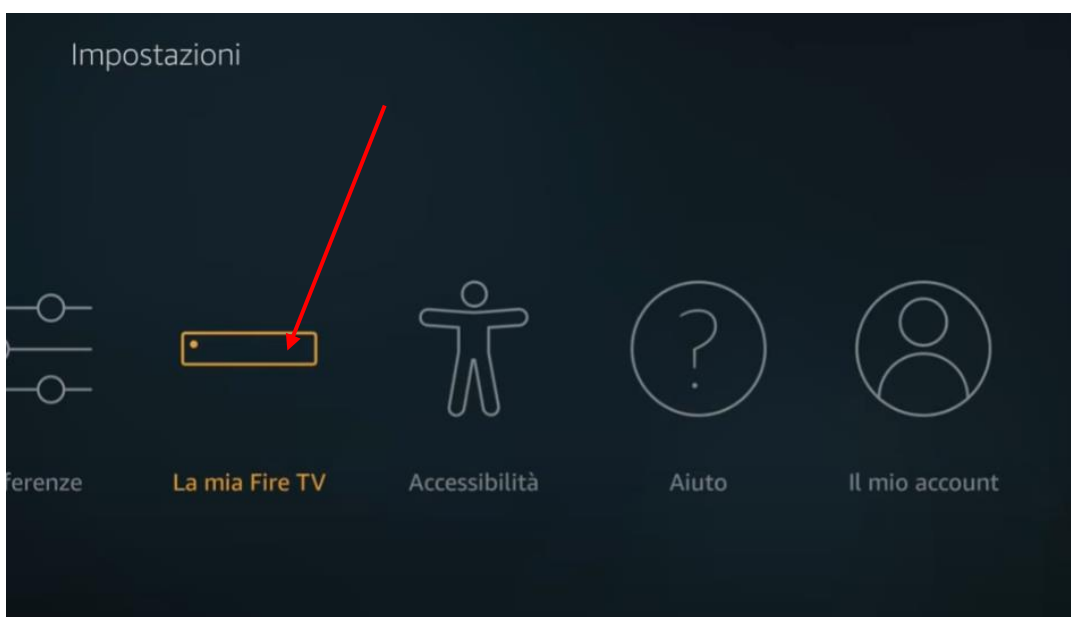 Impostazioni
ferenze
La mia Fire TV
Accessibilità
Aiuto
Il mio account